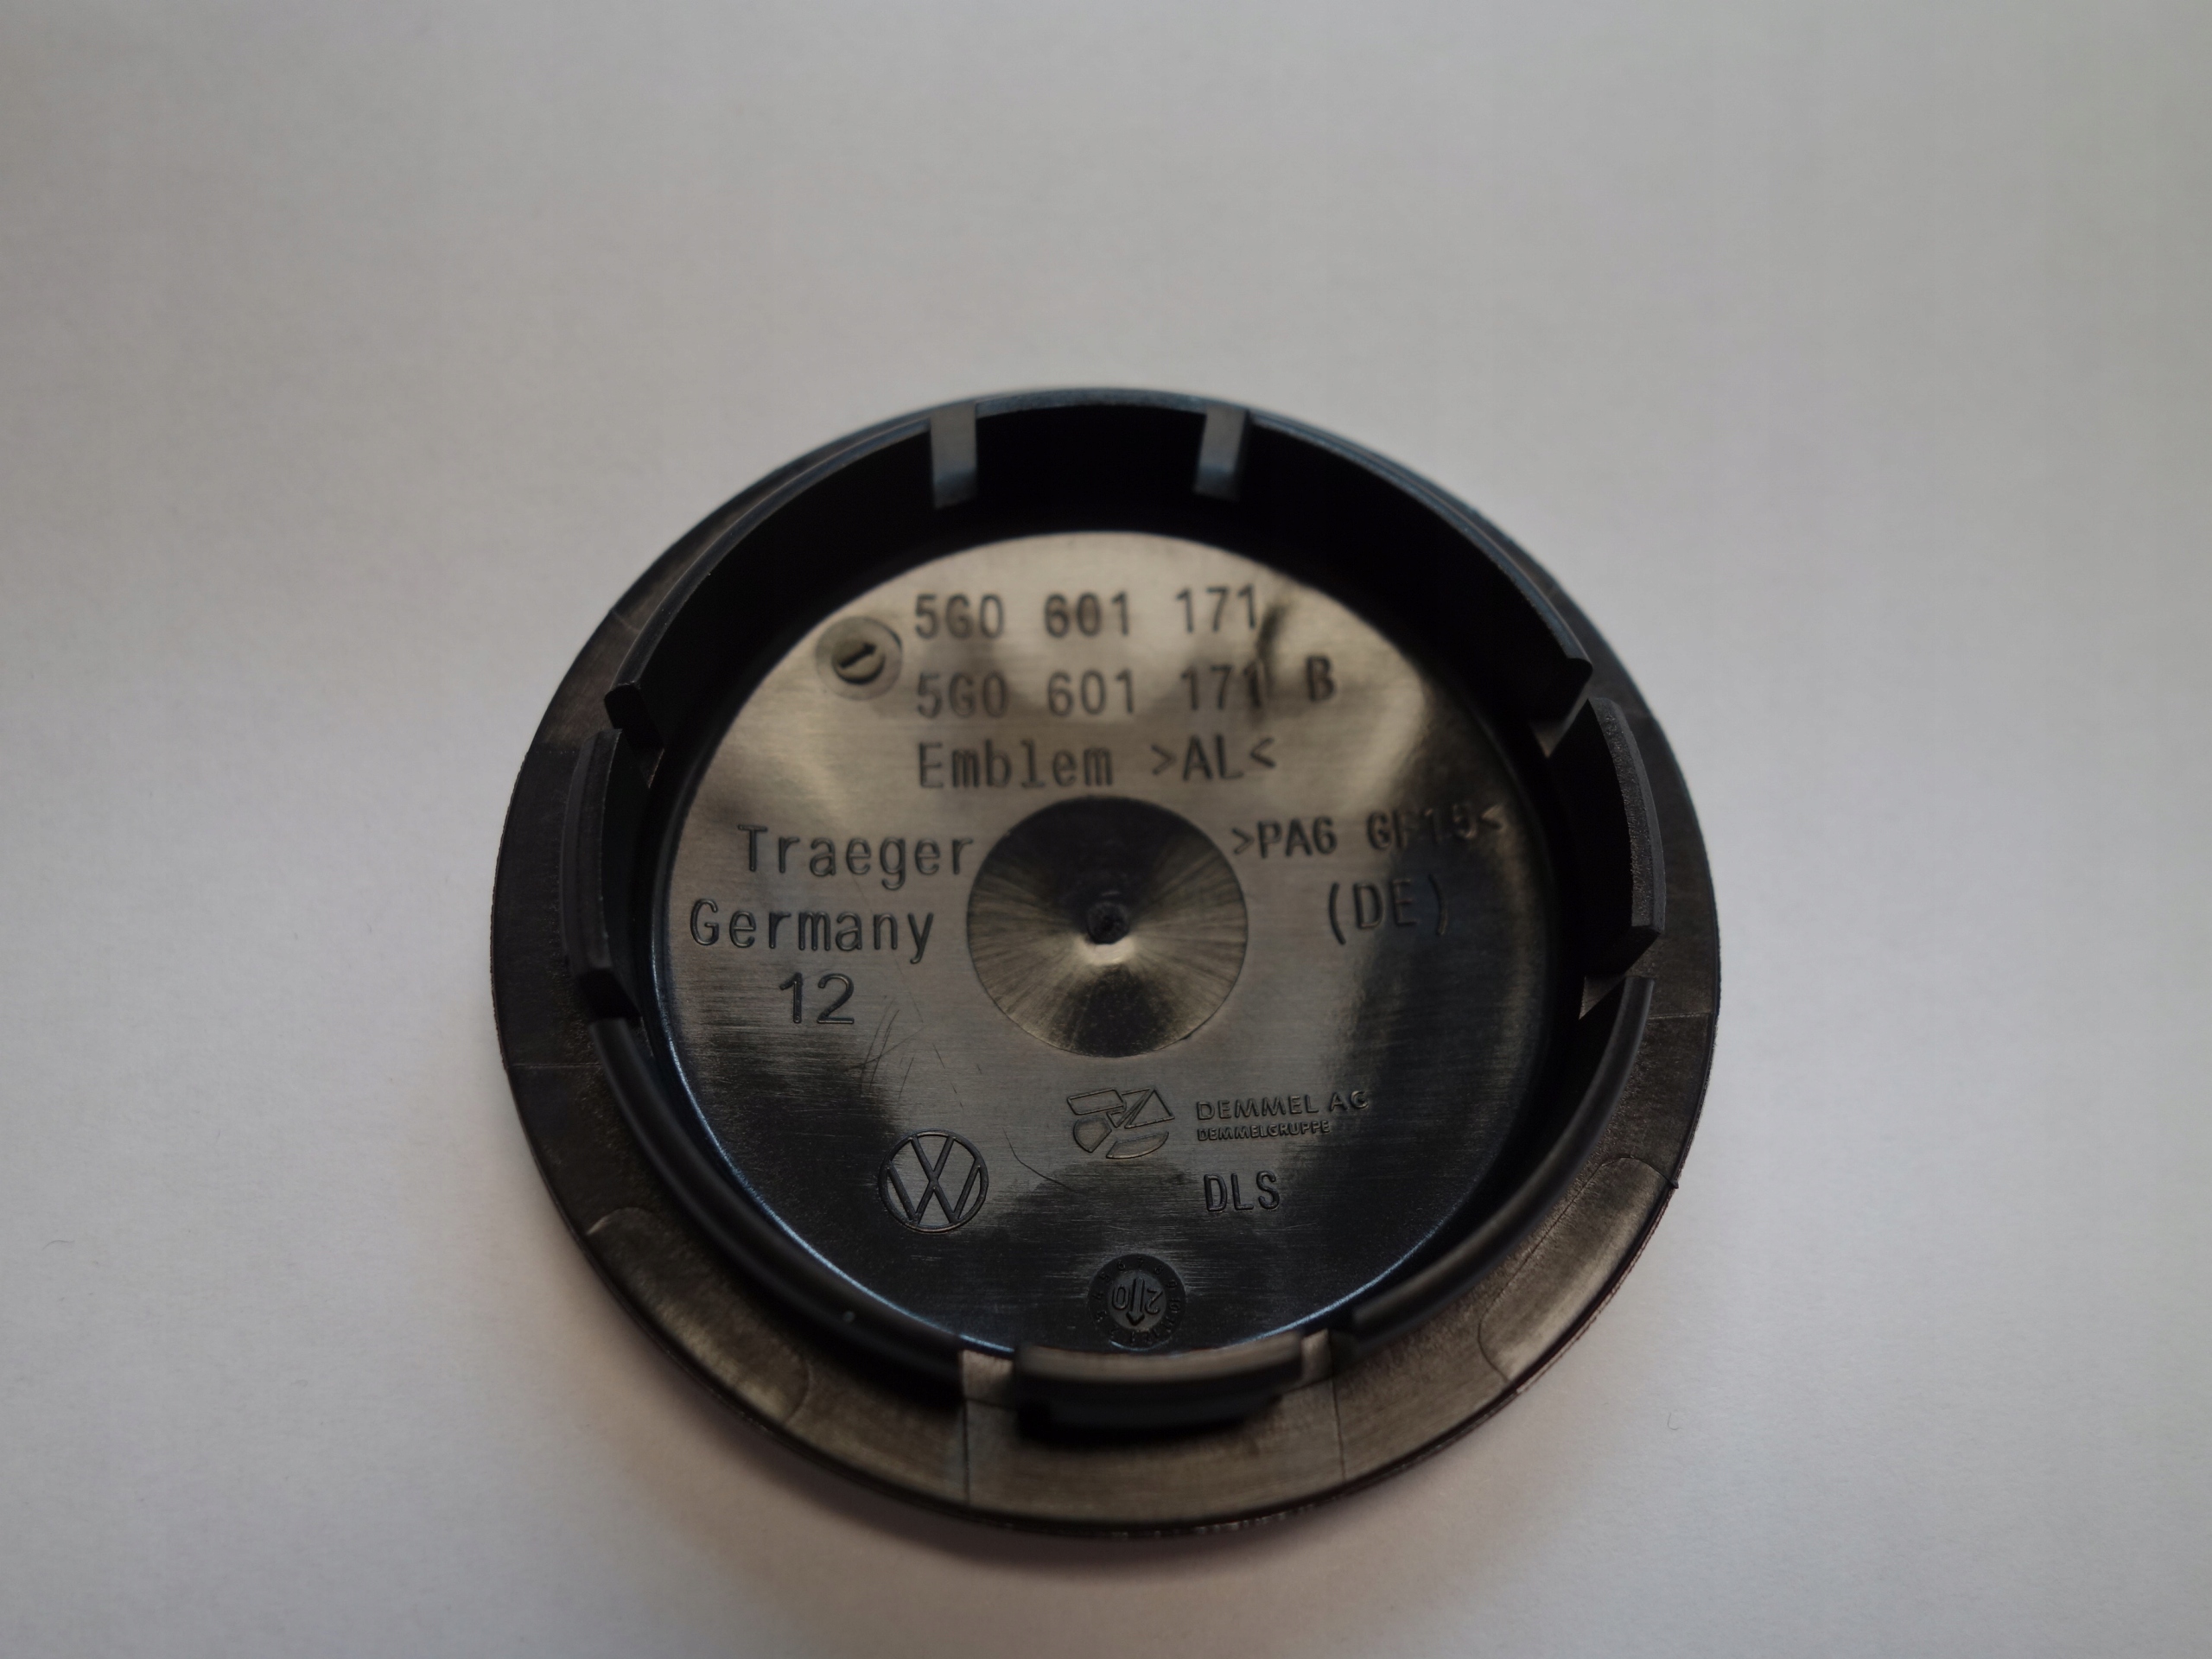 5G0 601 171
5G0 601 171 B
Emblem >AL<
Traeger
Germany
12
>PA6 GF15<
(DE)
DEMMEL AG
DEMMELGRUPPE
DLS